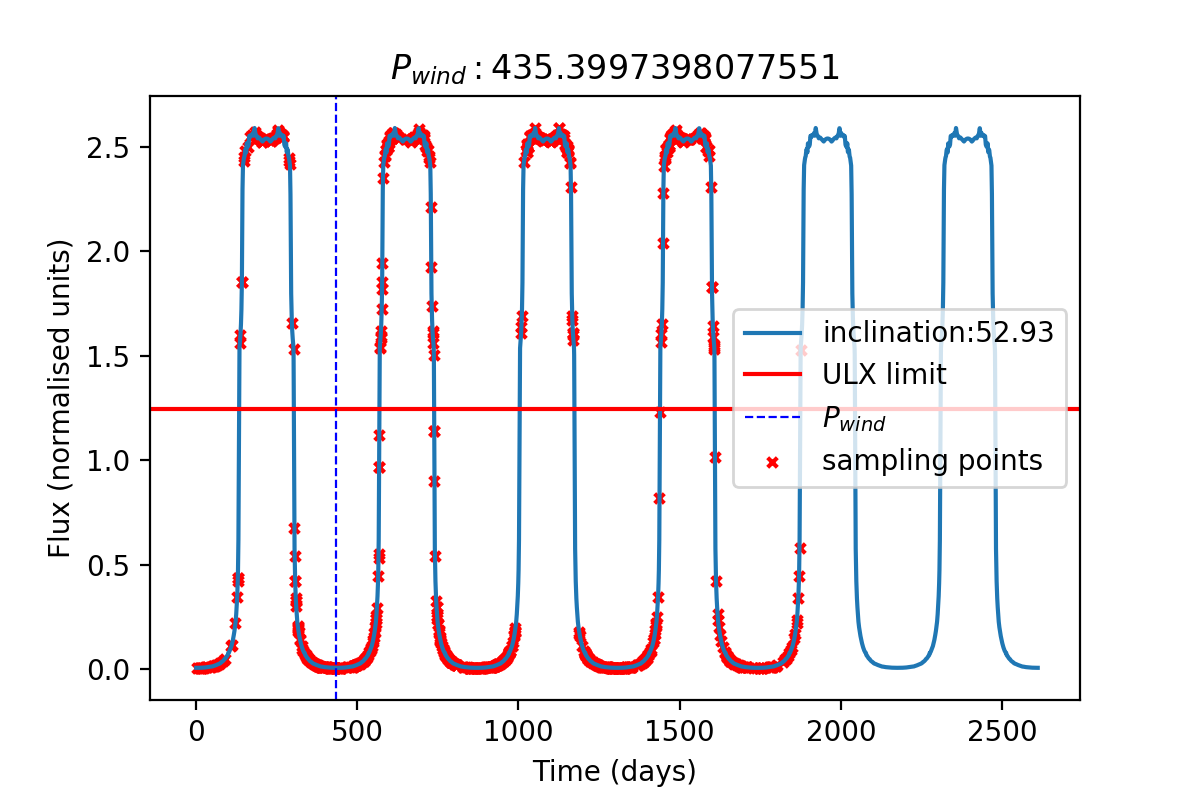 P_wind : 435.3997398077551
Flux (normalised units)
2.5
2.0
1.5
1.0
0.5
0.0
inclination:52.93
ULX limit
P_wind
sampling points
0 500 1000 1500 2000 2500
Time (days)